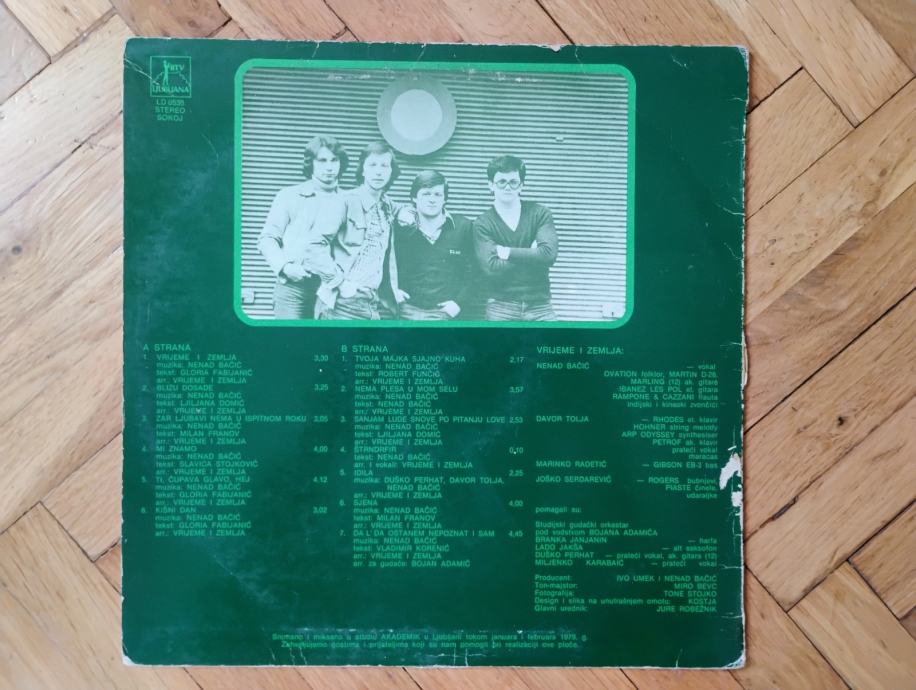 RTV
LJUBLJANA
LD 0535
STEREO
SOKOJ
A STRANA
1. VRIJEME I ZEMLJA 3,30
muzika: NENAD BAČIĆ
tekst: GLORIA FABIJANIĆ
arr.: VRIJEME I ZEMLJA
2. BLIZU DOSADE 3,25
muzika: NENAD BAČIĆ
tekst: LJILJANA DOMIĆ
arr.: VRIJEME I ZEMLJA
3. ZAR LJUBAVI NEMA U ISPITNOM ROKU 3,05
muzika: NENAD BAČIĆ
tekst: MILAN FRANOV
arr.: VRIJEME I ZEMLJA
4. MI ZNAMO 4,00
muzika: NENAD BAČIĆ
tekst: SLAVICA STOJKOVIĆ
arr.: VRIJEME I ZEMLJA
5. TI, ČUPAVA GLAVO, HEJ 4,12
muzika: NENAD BAČIĆ
tekst: GLORIA FABIJANIĆ
arr.: VRIJEME I ZEMLJA
6. KIŠNI DAN 3,02
muzika: NENAD BAČIĆ
tekst: GLORIA FABIJANIĆ
arr.: VRIJEME I ZEMLJA
B STRANA
1. TVOJA MAJKA SJAJNO KUHA 2,17
muzika: NENAD BAČIĆ
tekst: ROBERT FUNČIĆ
arr.: VRIJEME I ZEMLJA
2. NEMA PLESA U MOM SELU 3,57
muzika: NENAD BAČIĆ
tekst: NENAD BAČIĆ
arr.: VRIJEME I ZEMLJA
3. SANJAM LUDE SNOVE PO PITANJU LOVE 2,53
muzika: NENAD BAČIĆ
tekst: LJILJANA DOMIĆ
arr.: VRIJEME I ZEMLJA
4. ŠTRNDRFIR 0,10
muzika: NENAD BAČIĆ
arr. i vokali: VRIJEME I ZEMLJA
5. IDILA 2,25
muzika: DUŠKO PERHAT, DAVOR TOLJA,
NENAD BAČIĆ
arr.: VRIJEME I ZEMLJA
6. SJENA 4,00
muzika: NENAD BAČIĆ
tekst: MILAN FRANOV
arr.: VRIJEME I ZEMLJA
7. DA L' DA OSTANEM NEPOZNAT I SAM 4,45
muzika: NENAD BAČIĆ
tekst: VLADIMIR KORENIĆ
arr.: VRIJEME I ZEMLJA
arr. za gudače: BOJAN ADAMIČ
VRIJEME I ZEMLJA:
NENAD BAČIĆ — vokal
OVATION folklor, MARTIN D-28,
MARLING (12) ak. gitare
IBANEZ LES POL el. gitara
RAMPONE & CAZZANI flauta
indijski i kineski zvončići
DAVOR TOLJA — RHODES el. klavir
HOHNER string melody
ARP ODYSSEY synthesiser
PETROF ak. klavir
prateći vokal
maracas
MARINKO RADETIĆ — GIBSON EB-3 bas
JOŠKO SERDAREVIĆ — ROGERS bubnjevi,
PIASTE činele,
udaraljke
pomagali su:
Studijski gudački orkestar
pod vodstvom BOJANA ADAMIČA
BRANKA JANJANIN — harfa
LADO JAKŠA — alt saksofon
DUŠKO PERHAT — prateći vokal, ak. gitara (12)
MILJENKO KARABAIĆ — prateći vokal
Producent: IVO UMEK I NENAD BAČIĆ
Ton-majstor: MIRO BEVC
Fotografija: TONE STOJKO
Design i slika na unutrašnjem omotu: KOSTJA
Glavni urednik: JURE ROBEŽNIK
Snimano i miksano u studiu AKADEMIK u Ljubljani tokom januara i februara 1979. g.
Zahvaljujemo gostima i prijateljima koji su nam pomogli pri realizaciji ove ploče.